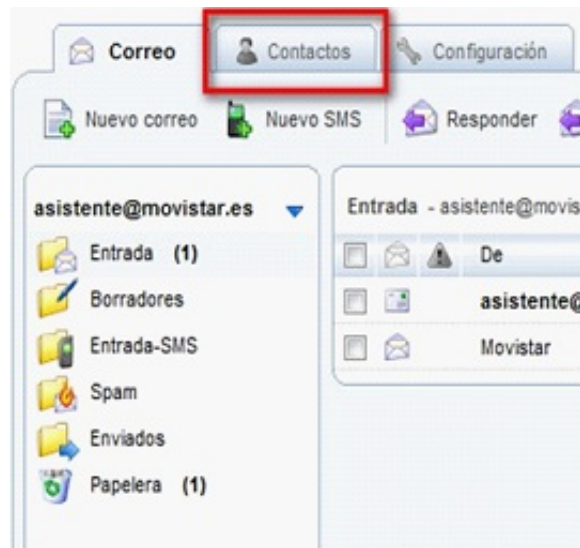 Correo Contactos Configuración
Nuevo correo Nuevo SMS Responder
asistente@movistar.es
Entrada (1)
Borradores
Entrada-SMS
Spam
Enviados
Papelera (1)
Entrada - asistente@movis
De
asistente@
Movistar